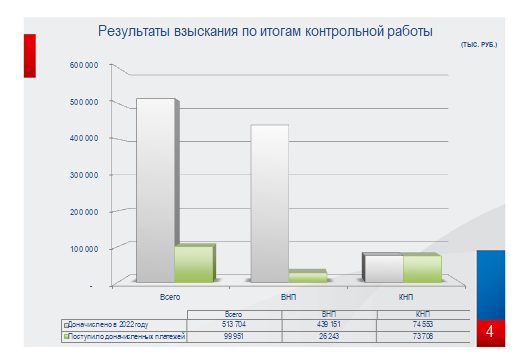 Результаты взыскания по итогам контрольной работы
(ТЫС. РУБ.)
600 000
500 000
400 000
300 000
200 000
100 000
-
Всего ВНП КНП
Всего ВНП КНП
Доначислено в 2022 году 513 704 439 151 74 553
Поступило доначисленных платежей 99 951 26 243 73 708
4